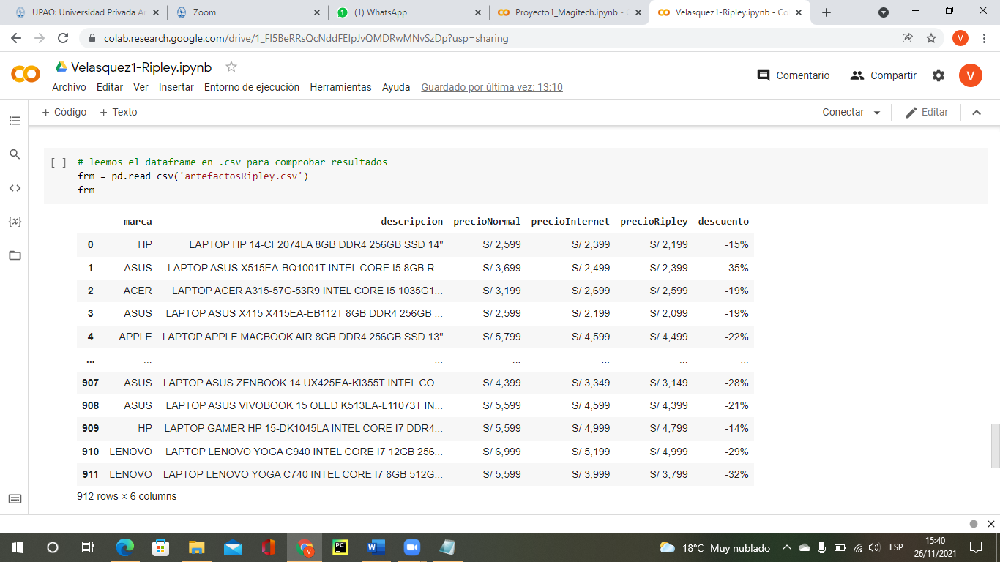 UPAO: Universidad Privada An
Zoom
(1) WhatsApp
Proyecto1_Magitech.ipynb - C
Velasquez1-Ripley.ipynb - Co
colab.research.google.com/drive/1_FI5BeRRsQcNddFEIpJvQMDRwMNvSzDp?usp=sharing
V
Velasquez1-Ripley.ipynb
Archivo Editar Ver Insertar Entorno de ejecución Herramientas Ayuda Guardado por última vez: 13:10
Comentario Compartir V
+ Código + Texto Conectar Editar
[ ] # leemos el dataframe en .csv para comprobar resultados
frm = pd.read_csv('artefactosRipley.csv')
frm
marca descripcion precioNormal precioInternet precioRipley descuento
0 HP LAPTOP HP 14-CF2074LA 8GB DDR4 256GB SSD 14" S/ 2,599 S/ 2,399 S/ 2,199 -15%
1 ASUS LAPTOP ASUS X515EA-BQ1001T INTEL CORE I5 8GB R... S/ 3,699 S/ 2,499 S/ 2,399 -35%
2 ACER LAPTOP ACER A315-57G-53R9 INTEL CORE I5 1035G1... S/ 3,199 S/ 2,699 S/ 2,599 -19%
3 ASUS LAPTOP ASUS X415 X415EA-EB112T 8GB DDR4 256GB ... S/ 2,599 S/ 2,199 S/ 2,099 -19%
4 APPLE LAPTOP APPLE MACBOOK AIR 8GB DDR4 256GB SSD 13" S/ 5,799 S/ 4,599 S/ 4,499 -22%
... ... ... ... ... ... ...
907 ASUS LAPTOP ASUS ZENBOOK 14 UX425EA-KI355T INTEL CO... S/ 4,399 S/ 3,349 S/ 3,149 -28%
908 ASUS LAPTOP ASUS VIVOBOOK 15 OLED K513EA-L11073T IN... S/ 5,599 S/ 4,599 S/ 4,399 -21%
909 HP LAPTOP GAMER HP 15-DK1045LA INTEL CORE I7 DDR4... S/ 5,599 S/ 4,999 S/ 4,799 -14%
910 LENOVO LAPTOP LENOVO YOGA C940 INTEL CORE I7 12GB 256... S/ 6,999 S/ 5,199 S/ 4,999 -29%
911 LENOVO LAPTOP LENOVO YOGA C740 INTEL CORE I7 8GB 512G... S/ 5,599 S/ 3,999 S/ 3,799 -32%
912 rows × 6 columns
{x}
18°C Muy nublado ESP
15:40
26/11/2021